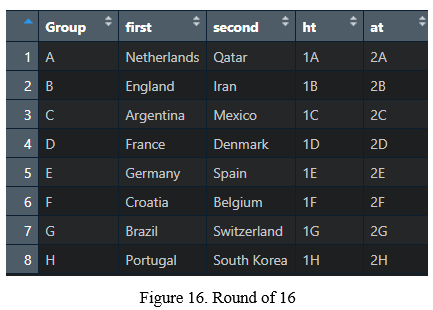 Group first second ht at
1 A Netherlands Qatar 1A 2A
2 B England Iran 1B 2B
3 C Argentina Mexico 1C 2C
4 D France Denmark 1D 2D
5 E Germany Spain 1E 2E
6 F Croatia Belgium 1F 2F
7 G Brazil Switzerland 1G 2G
8 H Portugal South Korea 1H 2H
Figure 16. Round of 16